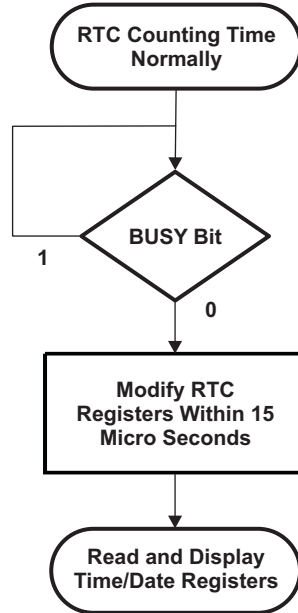 RTC Counting Time
Normally
BUSY Bit
1
0
Modify RTC
Registers Within 15
Micro Seconds
Read and Display
Time/Date Registers